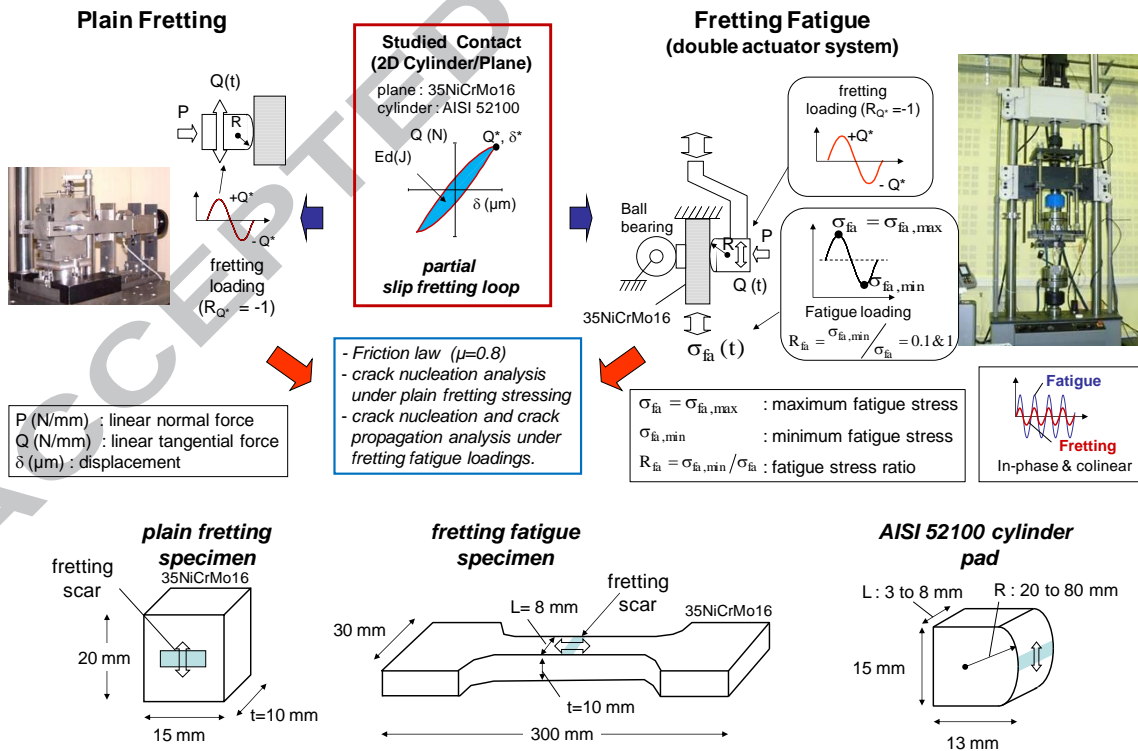 ACCEPTED
Plain Fretting
Q(t)
P
R
+Q*
- Q*
fretting
loading
(R_Q* = -1)
Studied Contact
(2D Cylinder/Plane)
plane : 35NiCrMo16
cylinder : AISI 52100
Q (N)
Q*, δ*
Ed(J)
δ (µm)
partial
slip fretting loop
Fretting Fatigue
(double actuator system)
fretting
loading (R_Q* =-1)
+Q*
- Q*
Ball
bearing
R
P
Q (t)
35NiCrMo16
σfa (t)
σfa = σfa,max
σfa,min
Fatigue loading
Rfa = σfa,min / σfa = 0.1 & 1
- Friction law (µ=0.8)
- crack nucleation analysis
under plain fretting stressing
- crack nucleation and crack
propagation analysis under
fretting fatigue loadings.
P (N/mm) : linear normal force
Q (N/mm) : linear tangential force
δ (µm) : displacement
σfa = σfa,max : maximum fatigue stress
σfa,min : minimum fatigue stress
Rfa = σfa,min/σfa : fatigue stress ratio
Fatigue
Fretting
In-phase & colinear
plain fretting
specimen
35NiCrMo16
fretting
scar
20 mm
15 mm
t=10 mm
fretting fatigue
specimen
fretting
scar
L= 8 mm
35NiCrMo16
30 mm
t=10 mm
300 mm
AISI 52100 cylinder
pad
L : 3 to 8 mm
R : 20 to 80 mm
15 mm
13 mm